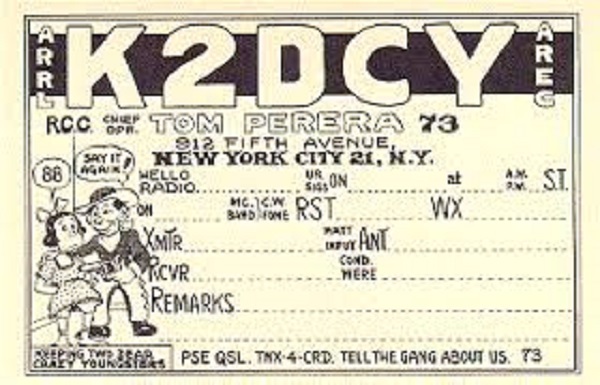 ARRL K2DCY AREC
R.C.C. CHIEF OPR. TOM PERERA 73
912 FIFTH AVENUE,
NEW YORK CITY 21, N.Y.
88
SAY IT AGAIN!
HELLO RADIO UR SIGS ON at A.M. P.M. S.T.
ON MC. BAND C.W. FONE RST WX
XMTR WATT INPUT ANT
RCVR COND. HERE
REMARKS
KEEPING TWO DEAR CRAZY YOUNGSTERS
PSE QSL. TNX-4-CRD. TELL THE GANG ABOUT US. 73